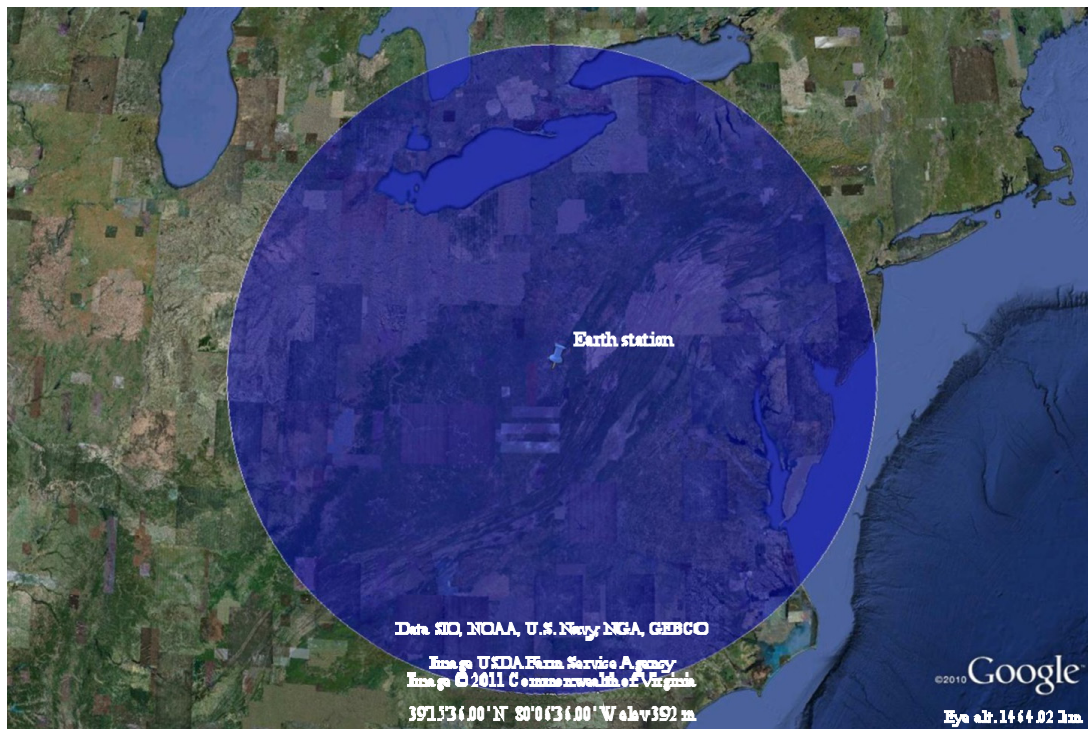 Earth station
Data SIO, NOAA, U.S. Navy, NGA, GEBCO
Image USDA Farm Service Agency
Image © 2011 Commonwealth of Virginia
39°15'36.00" N 80°06'36.00" W elev 392 m
©2010 Google
Eye alt. 1464.02 km